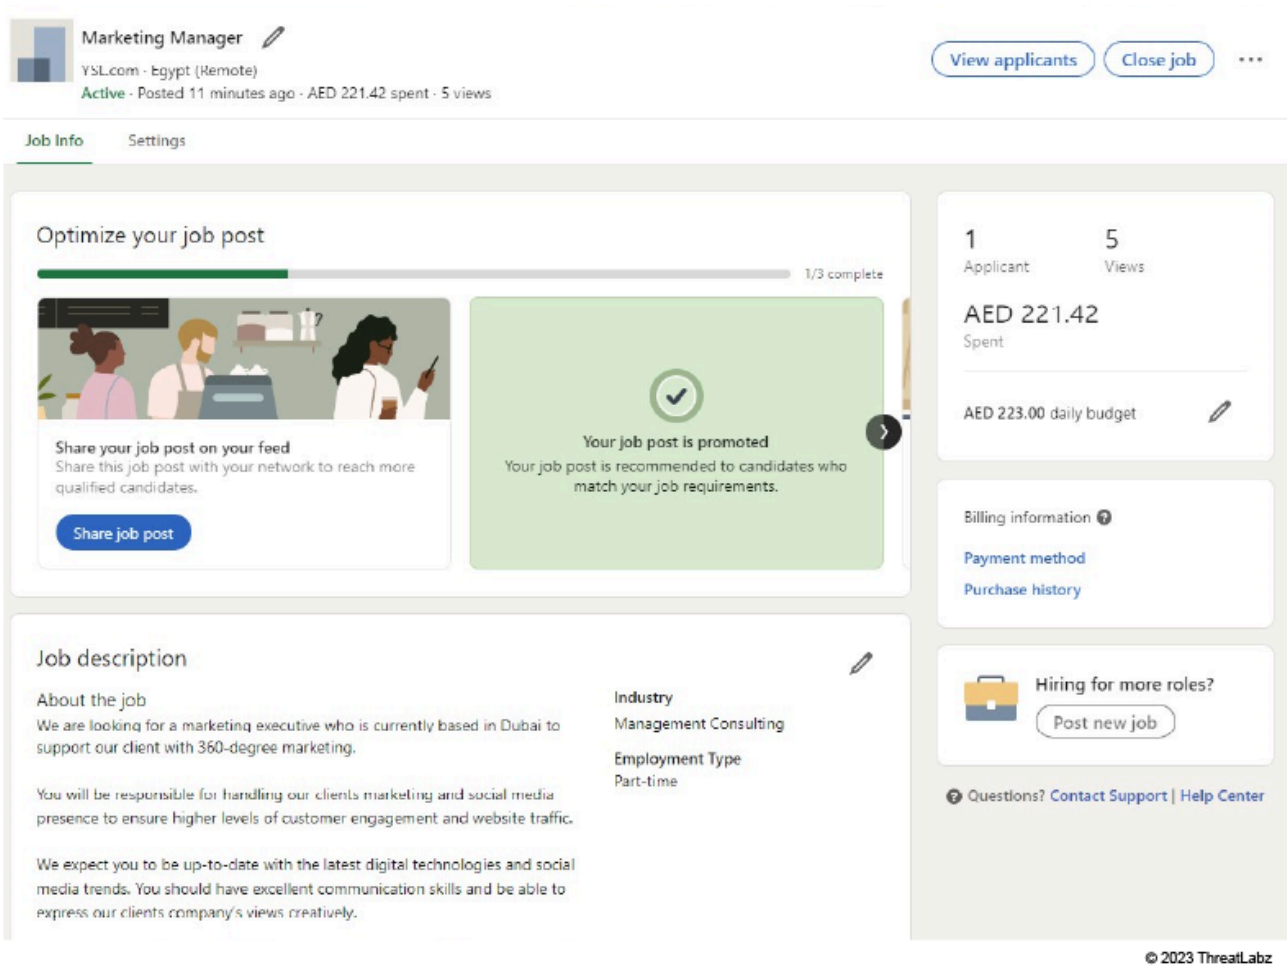 Marketing Manager
YSL.com · Egypt (Remote)
Active · Posted 11 minutes ago · AED 221.42 spent · 5 views
View applicants
Close job
Job Info
Settings
Optimize your job post
1/3 complete
Share your job post on your feed
Share this job post with your network to reach more
qualified candidates.
Share job post
Your job post is promoted
Your job post is recommended to candidates who
match your job requirements.
1 5
Applicant Views
AED 221.42
Spent
AED 223.00 daily budget
Billing information
Payment method
Purchase history
Job description
About the job
We are looking for a marketing executive who is currently based in Dubai to
support our client with 360-degree marketing.
You will be responsible for handling our clients marketing and social media
presence to ensure higher levels of customer engagement and website traffic.
We expect you to be up-to-date with the latest digital technologies and social
media trends. You should have excellent communication skills and be able to
express our clients company's views creatively.
Industry
Management Consulting
Employment Type
Part-time
Hiring for more roles?
Post new job
Questions? Contact Support | Help Center
© 2023 ThreatLabz